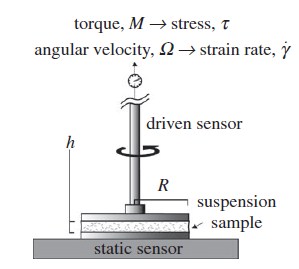 torque, M → stress, τ
angular velocity, Ω → strain rate, γ̇
driven sensor
h
R
suspension
sample
static sensor